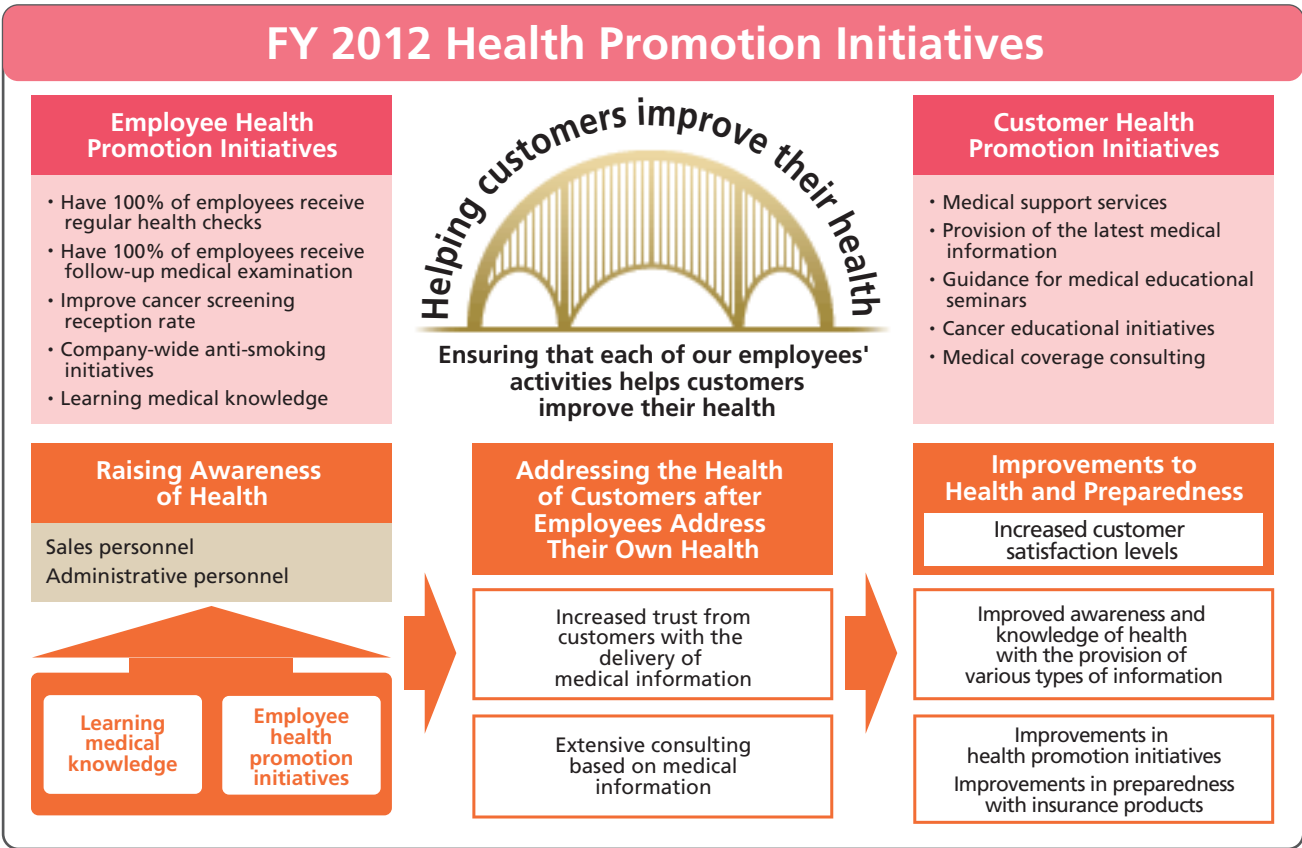 FY 2012 Health Promotion Initiatives
Employee Health
Promotion Initiatives
・Have 100% of employees receive
regular health checks
・Have 100% of employees receive
follow-up medical examination
・Improve cancer screening
reception rate
・Company-wide anti-smoking
initiatives
・Learning medical knowledge
Helping customers improve their health
Ensuring that each of our employees'
activities helps customers
improve their health
Customer Health
Promotion Initiatives
・Medical support services
・Provision of the latest medical
information
・Guidance for medical educational
seminars
・Cancer educational initiatives
・Medical coverage consulting
Raising Awareness
of Health
Sales personnel
Administrative personnel
Learning
medical
knowledge
Employee
health
promotion
initiatives
Addressing the Health
of Customers after
Employees Address
Their Own Health
Increased trust from
customers with the
delivery of
medical information
Extensive consulting
based on medical
information
Improvements to
Health and Preparedness
Increased customer
satisfaction levels
Improved awareness and
knowledge of health
with the provision of
various types of information
Improvements in
health promotion initiatives
Improvements in preparedness
with insurance products